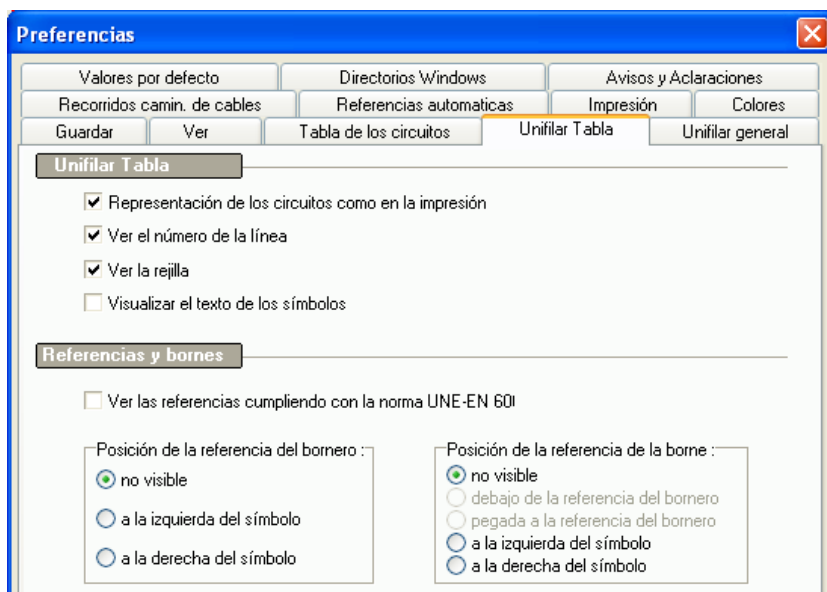 Preferencias
Valores por defecto Directorios Windows Avisos y Aclaraciones
Recorridos camin. de cables Referencias automaticas Impresión Colores
Guardar Ver Tabla de los circuitos Unifilar Tabla Unifilar general
Unifilar Tabla
Representación de los circuitos como en la impresión
Ver el número de la línea
Ver la rejilla
Visualizar el texto de los símbolos
Referencias y bornes
Ver las referencias cumpliendo con la norma UNE-EN 60
Posición de la referencia del bornero :
no visible
a la izquierda del símbolo
a la derecha del símbolo
Posición de la referencia de la borne :
no visible
debajo de la referencia del bornero
pegada a la referencia del bornero
a la izquierda del símbolo
a la derecha del símbolo